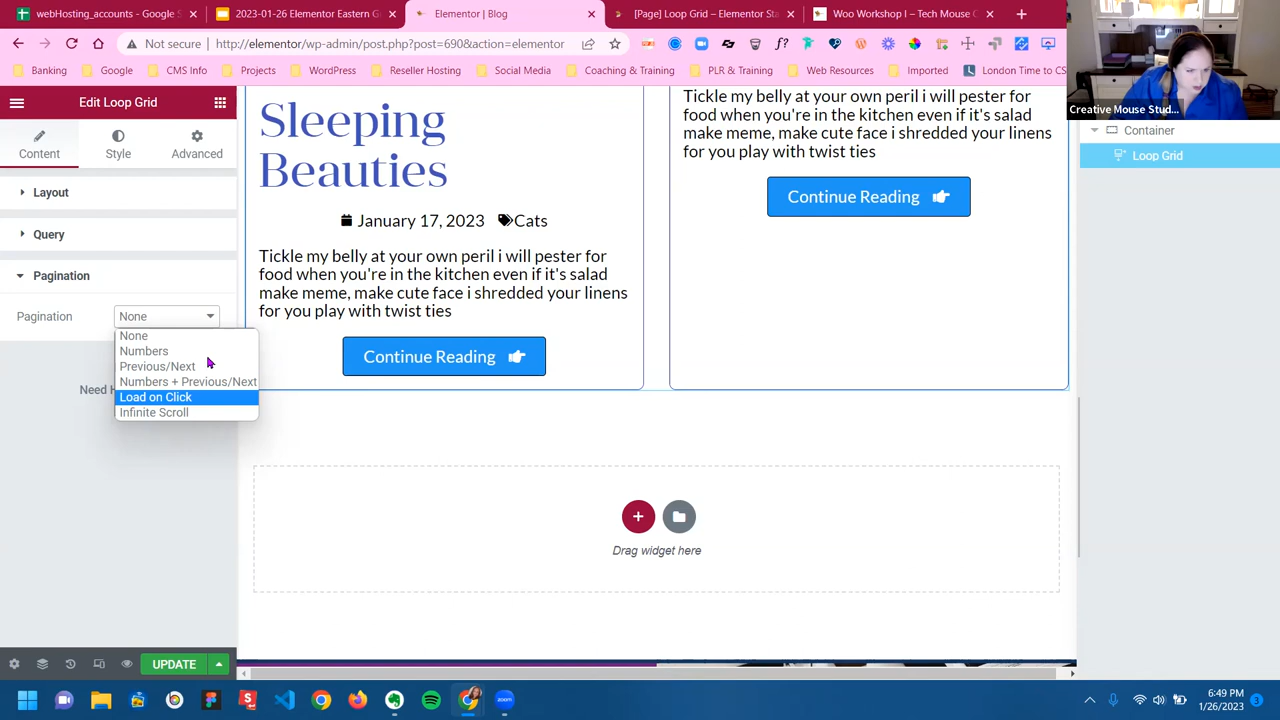 webHosting_accounts - Google S
2023-01-26 Elementor Eastern G
Elementor | Blog
[Page] Loop Grid – Elementor Sta
Woo Workshop I – Tech Mouse C
Not secure
http://elementor/wp-admin/post.php?post=69&action=elementor
Banking
Google
CMS Info
Projects
WordPress
Coaching & Training
PLR & Training
Imported
London Time to CS
Creative Mouse Stud...
Edit Loop Grid
Content
Style
Advanced
Layout
Query
Pagination
Pagination
None
None
Numbers
Previous/Next
Numbers + Previous/Next
Load on Click
Infinite Scroll
Need H
UPDATE
Sleeping
Beauties
January 17, 2023
Cats
Tickle my belly at your own peril i will pester for
food when you're in the kitchen even if it's salad
make meme, make cute face i shredded your linens
for you play with twist ties
Continue Reading
Tickle my belly at your own peril i will pester for
food when you're in the kitchen even if it's salad
make meme, make cute face i shredded your linens
for you play with twist ties
Continue Reading
Drag widget here
Container
Loop Grid
6:49 PM
1/26/2023
3